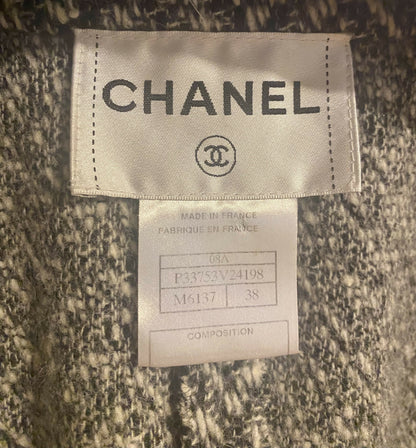 CHANEL
MADE IN FRANCE
FABRIQUE EN FRANCE
08A
P33753V24198
M6137 38
COMPOSITION